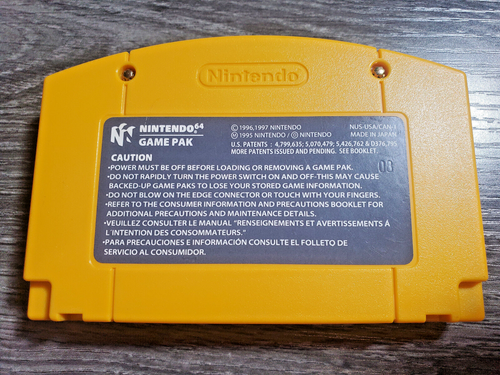 Nintendo
NINTENDO64
GAME PAK
© 1996,1997 NINTENDO
Ⓜ 1995 NINTENDO / Ⓒ NINTENDO
NUS-USA/CAN-1
MADE IN JAPAN
U.S. PATENTS : 4,799,635; 5,070,479; 5,426,762 & D376,795
MORE PATENTS ISSUED AND PENDING. SEE BOOKLET.
03
CAUTION
•POWER MUST BE OFF BEFORE LOADING OR REMOVING A GAME PAK.
•DO NOT RAPIDLY TURN THE POWER SWITCH ON AND OFF-THIS MAY CAUSE
BACKED-UP GAME PAKS TO LOSE YOUR STORED GAME INFORMATION.
•DO NOT BLOW ON THE EDGE CONNECTOR OR TOUCH WITH YOUR FINGERS.
•REFER TO THE CONSUMER INFORMATION AND PRECAUTIONS BOOKLET FOR
ADDITIONAL PRECAUTIONS AND MAINTENANCE DETAILS.
•VEUILLEZ CONSULTER LE MANUAL "RENSEIGNEMENTS ET AVERTISSEMENTS À
L'INTENTION DES CONSOMMATEURS."
•PARA PRECAUCIONES E INFORMACIÓN CONSULTE EL FOLLETO DE
SERVICIO AL CONSUMIDOR.